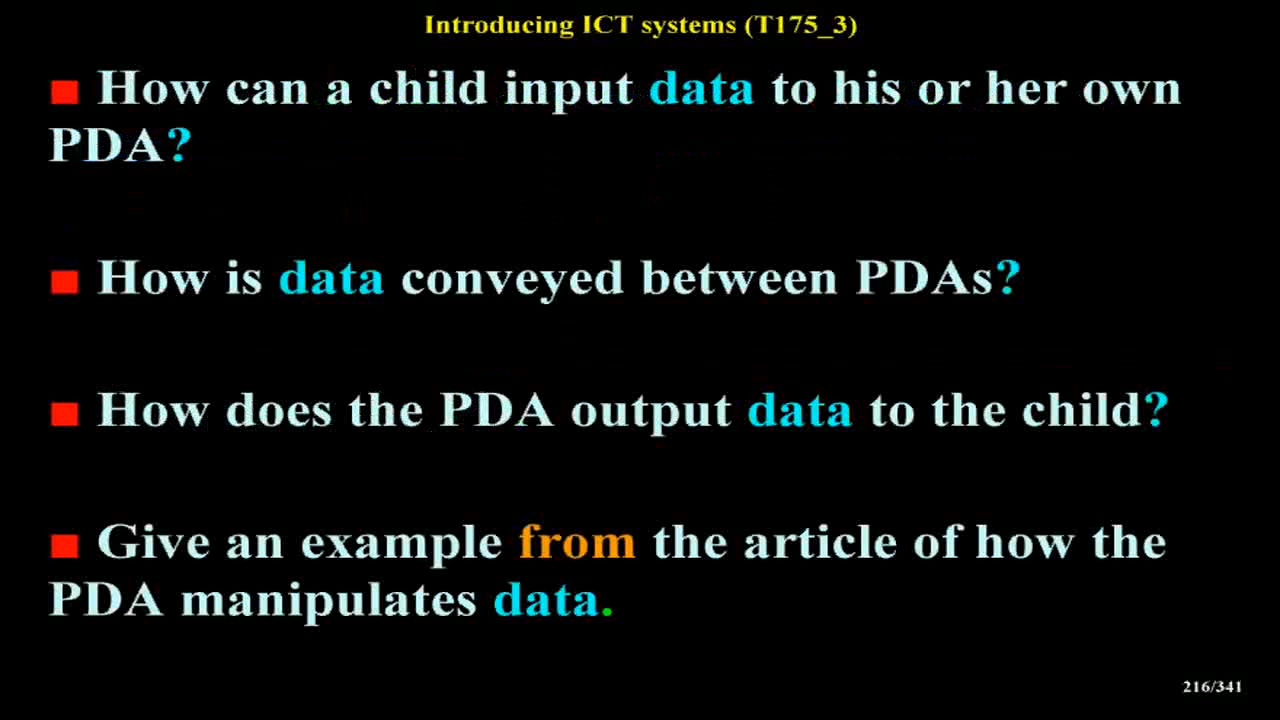 Introducing ICT systems (T175_3)
■ How can a child input data to his or her own
PDA?
■ How is data conveyed between PDAs?
■ How does the PDA output data to the child?
■ Give an example from the article of how the
PDA manipulates data.
216/341